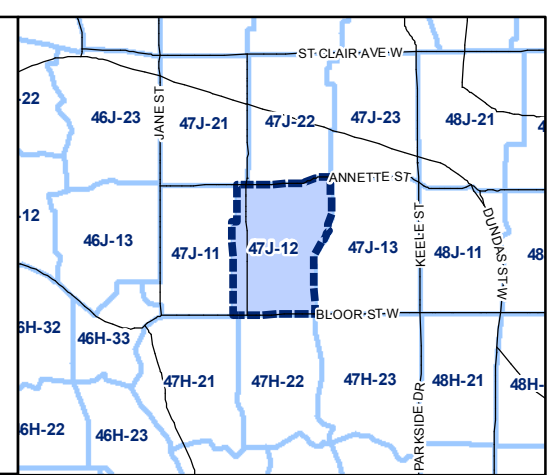 ST CLAIR AVE W
22
46J-23
JANE ST
47J-21
47J-22
47J-23
48J-21
4
ANNETTE ST
12
46J-13
47J-11
47J-12
47J-13
KEELE ST
48J-11
DUNDAS ST W
48
6H-32
46H-33
BLOOR ST W
47H-21
47H-22
47H-23
48H-21
48H-
6H-22
46H-23
PARKSIDE DR